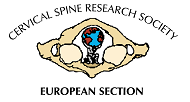 CERVICAL SPINE RESEARCH SOCIETY
EUROPEAN SECTION